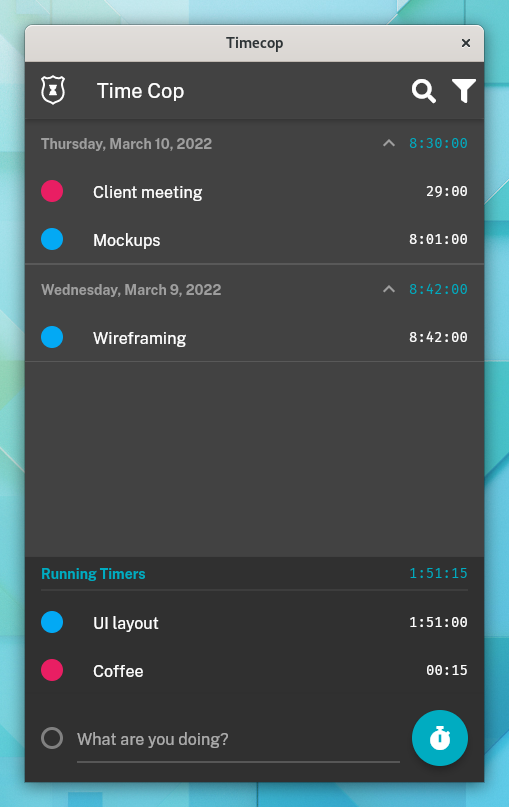 Timecop
Time Cop
Thursday, March 10, 2022 8:30:00
Client meeting 29:00
Mockups 8:01:00
Wednesday, March 9, 2022 8:42:00
Wireframing 8:42:00
Running Timers 1:51:15
UI layout 1:51:00
Coffee 00:15
What are you doing?